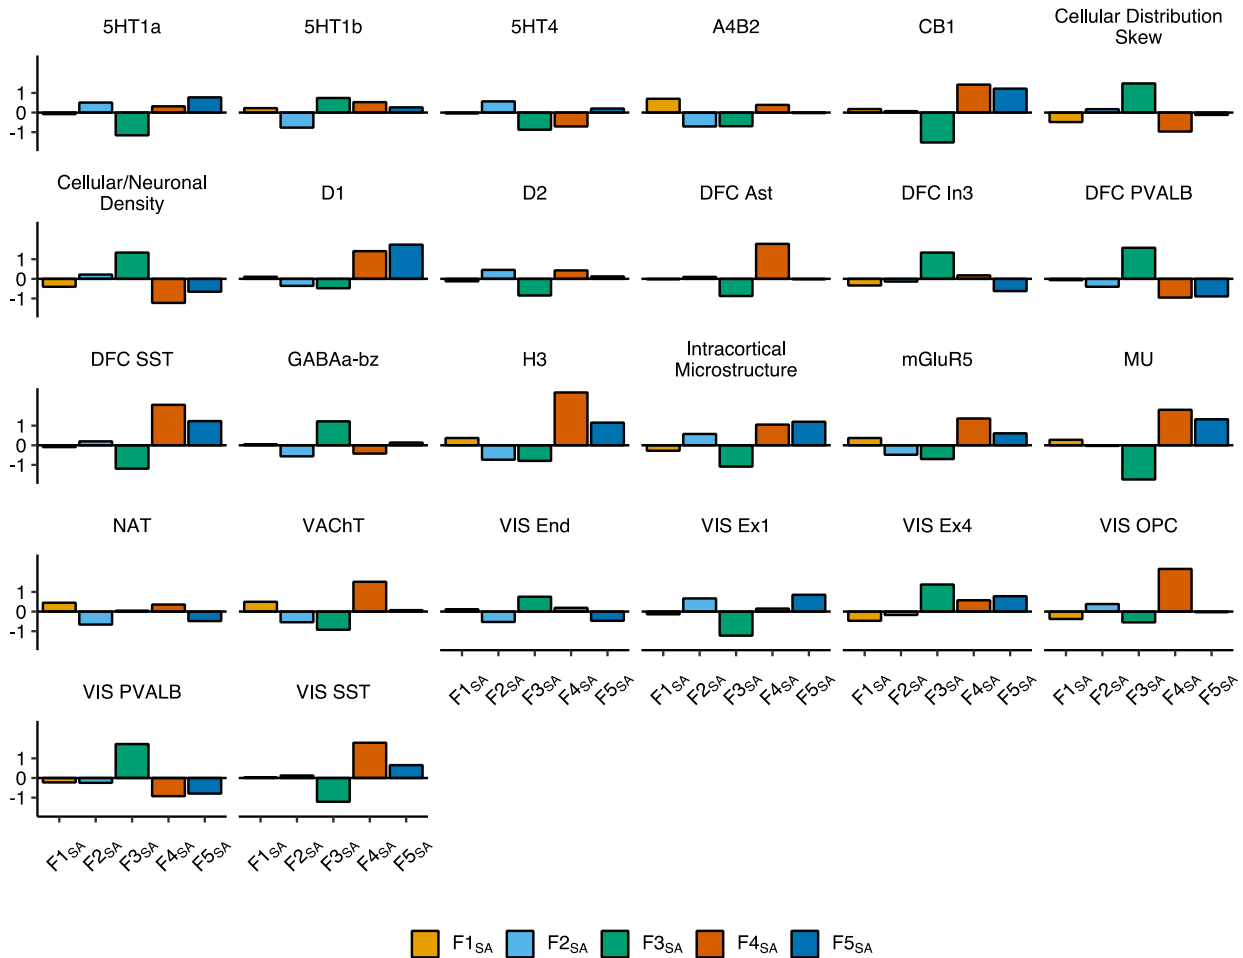 5HT1a 5HT1b 5HT4 A4B2 CB1 Cellular Distribution
Skew
1
0
-1
Cellular/Neuronal
Density D1 D2 DFC Ast DFC In3 DFC PVALB
1
0
-1
DFC SST GABAa-bz H3 Intracortical
Microstructure mGluR5 MU
1
0
-1
NAT VAChT VIS End VIS Ex1 VIS Ex4 VIS OPC
1
0
-1
F1SA F2SA F3SA F4SA F5SA F1SA F2SA F3SA F4SA F5SA F1SA F2SA F3SA F4SA F5SA F1SA F2SA F3SA F4SA F5SA
VIS PVALB VIS SST
1
0
-1
F1SA F2SA F3SA F4SA F5SA F1SA F2SA F3SA F4SA F5SA
F1SA F2SA F3SA F4SA F5SA